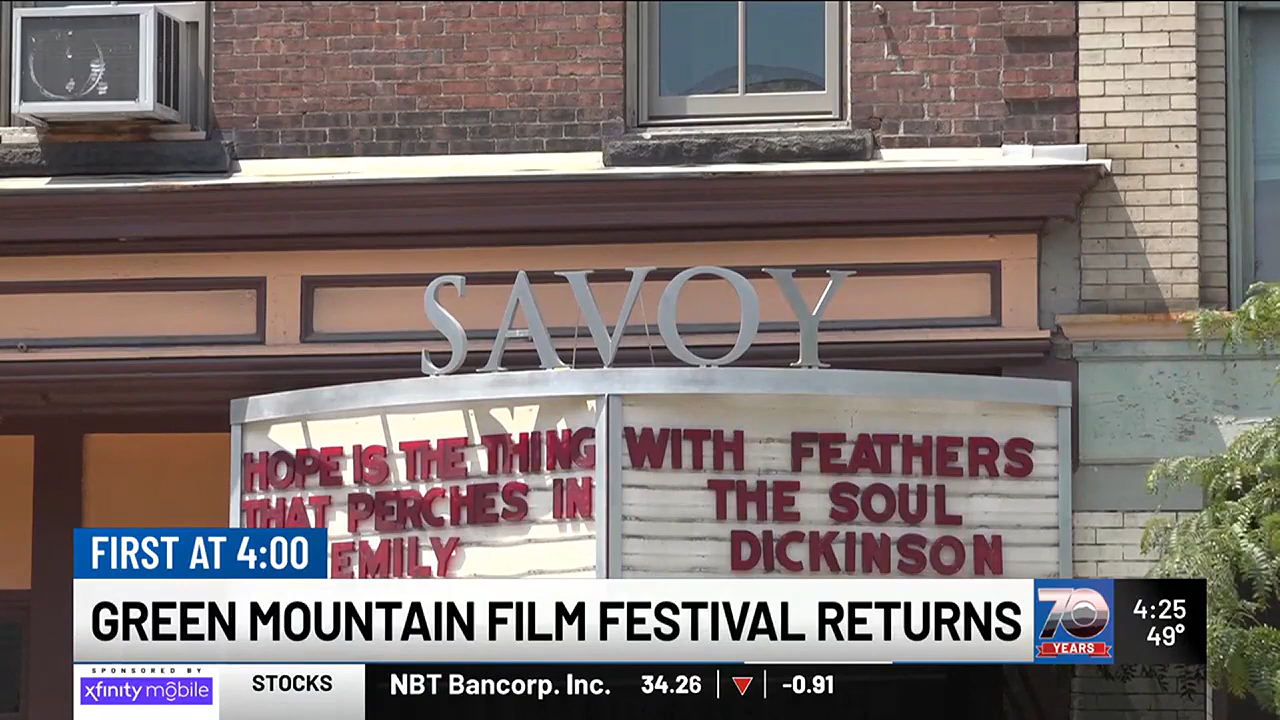 SAVOY
HOPE IS THE THING WITH FEATHERS
THAT PERCHES IN THE SOUL
EMILY DICKINSON
FIRST AT 4:00
GREEN MOUNTAIN FILM FESTIVAL RETURNS
70
YEARS
4:25
49°
SPONSORED BY
xfinity mobile
STOCKS
NBT Bancorp. Inc. 34.26 -0.91